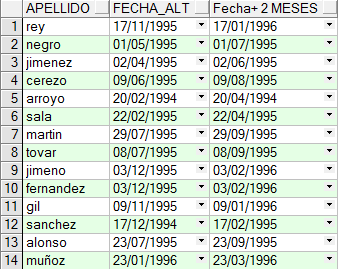 APELLIDO FECHA_ALT Fecha+ 2 MESES
1 rey 17/11/1995 17/01/1996
2 negro 01/05/1995 01/07/1995
3 jimenez 02/04/1995 02/06/1995
4 cerezo 09/06/1995 09/08/1995
5 arroyo 20/02/1994 20/04/1994
6 sala 22/02/1995 22/04/1995
7 martin 29/07/1995 29/09/1995
8 tovar 08/07/1995 08/09/1995
9 jimeno 03/12/1995 03/02/1996
10 fernandez 03/12/1995 03/02/1996
11 gil 09/11/1995 09/01/1996
12 sanchez 17/12/1994 17/02/1995
13 alonso 23/07/1995 23/09/1995
14 muñoz 23/01/1996 23/03/1996